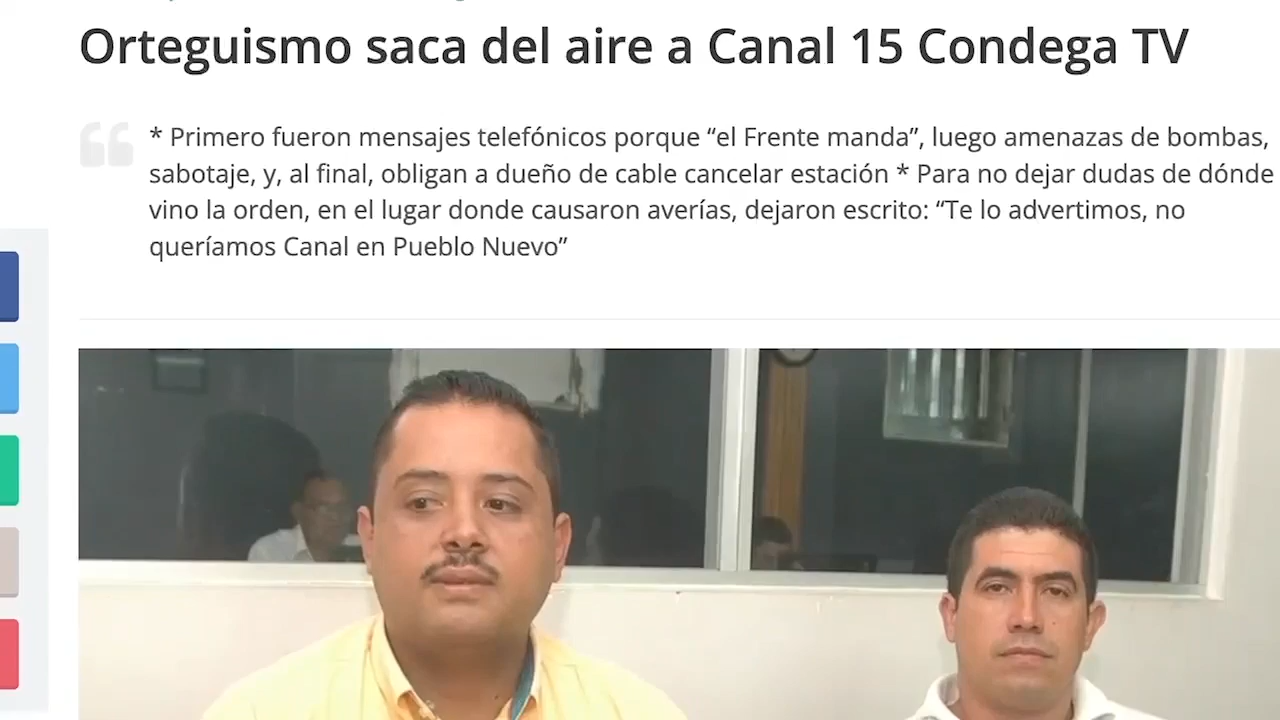 Orteguismo saca del aire a Canal 15 Condega TV
* Primero fueron mensajes telefónicos porque “el Frente manda”, luego amenazas de bombas,
sabotaje, y, al final, obligan a dueño de cable cancelar estación * Para no dejar dudas de dónde
vino la orden, en el lugar donde causaron averías, dejaron escrito: “Te lo advertimos, no
queríamos Canal en Pueblo Nuevo”